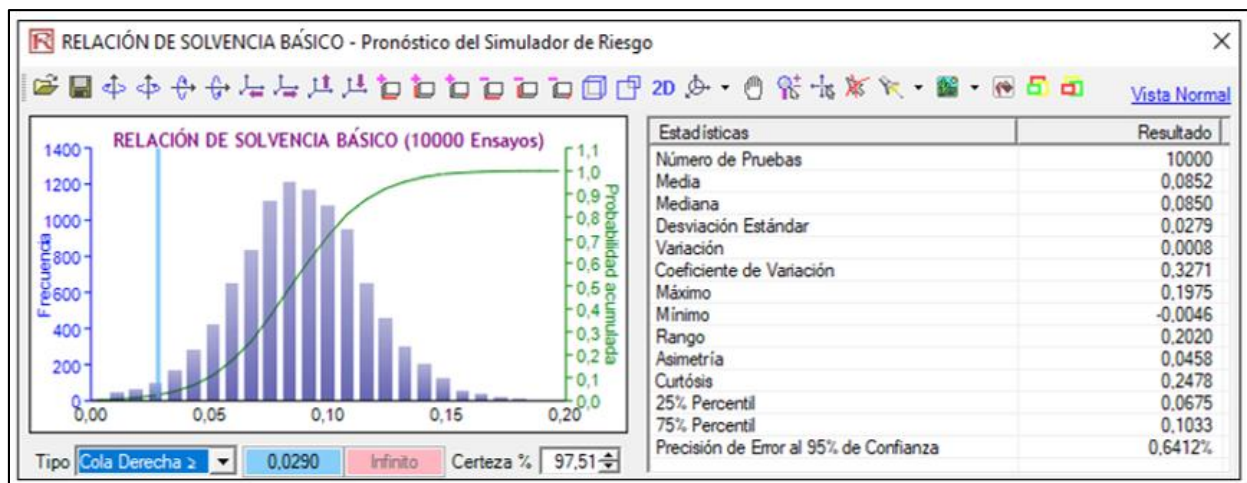 RELACIÓN DE SOLVENCIA BÁSICO - Pronóstico del Simulador de Riesgo
2D
Vista Normal
RELACIÓN DE SOLVENCIA BÁSICO (10000 Ensayos)
Frecuencia
1400
1200
1000
800
600
400
200
0
0,00
0,05
0,10
0,15
0,20
1,1
1,0
0,9
0,8
0,7
0,6
0,5
0,4
0,3
0,2
0,1
0,0
Probabilidad acumulada
Tipo Cola Derecha ≥ 0,0290 Infinito Certeza % 97,51
Estadísticas Resultado
Número de Pruebas 10000
Media 0,0852
Mediana 0,0850
Desviación Estándar 0,0279
Variación 0,0008
Coeficiente de Variación 0,3271
Máximo 0,1975
Mínimo -0,0046
Rango 0,2020
Asimetría 0,0458
Curtósis 0,2478
25% Percentil 0,0675
75% Percentil 0,1033
Precisión de Error al 95% de Confianza 0,6412%